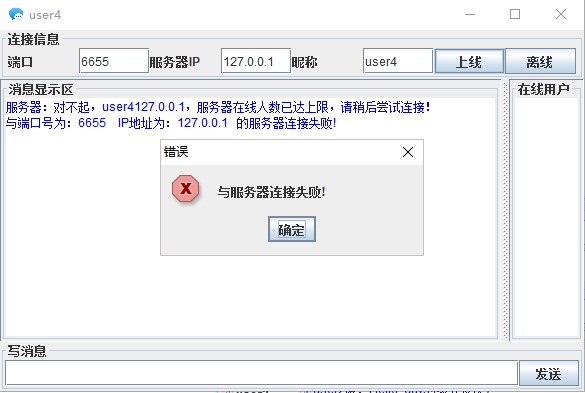 user4
连接信息
端口 6655 服务器IP 127.0.0.1 昵称 user4 上线 离线
消息显示区 在线用户
服务器：对不起，user4127.0.0.1，服务器在线人数已达上限，请稍后尝试连接！
与端口号为：6655 IP地址为：127.0.0.1 的服务器连接失败!
错误
与服务器连接失败!
确定
写消息
发送